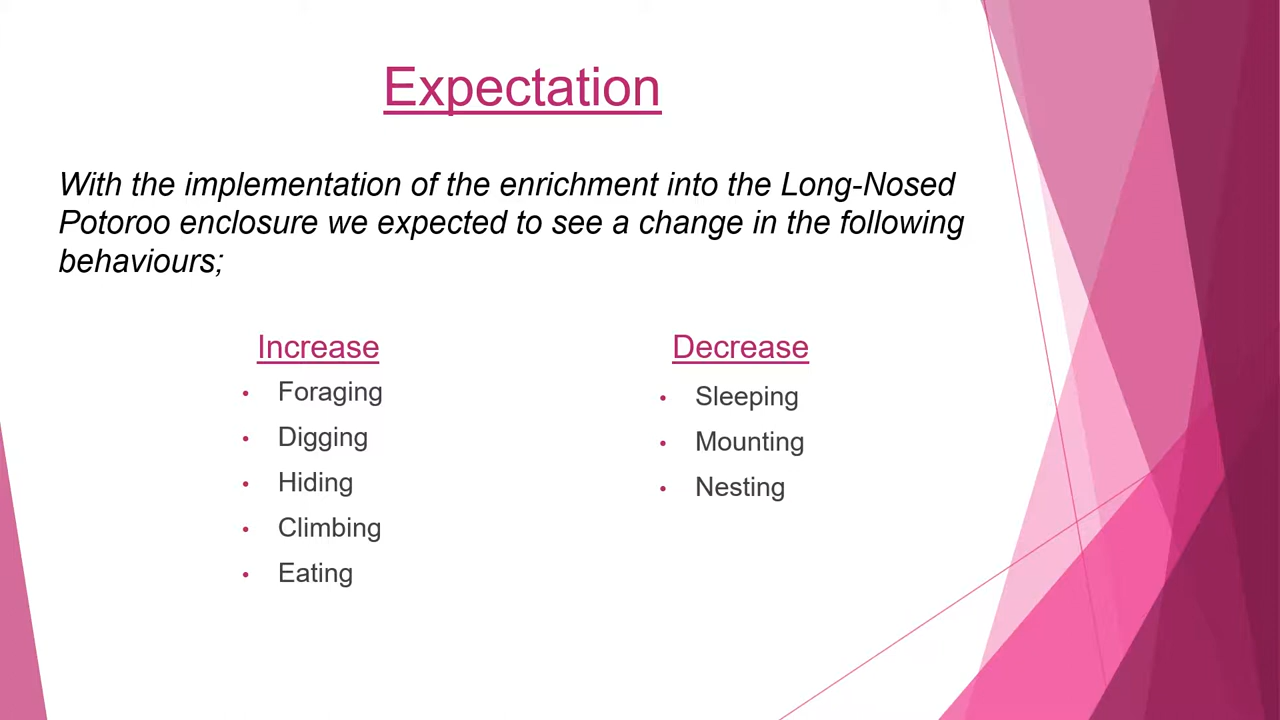 Expectation
With the implementation of the enrichment into the Long-Nosed
Potoroo enclosure we expected to see a change in the following
behaviours;
Increase
• Foraging
• Digging
• Hiding
• Climbing
• Eating
Decrease
• Sleeping
• Mounting
• Nesting